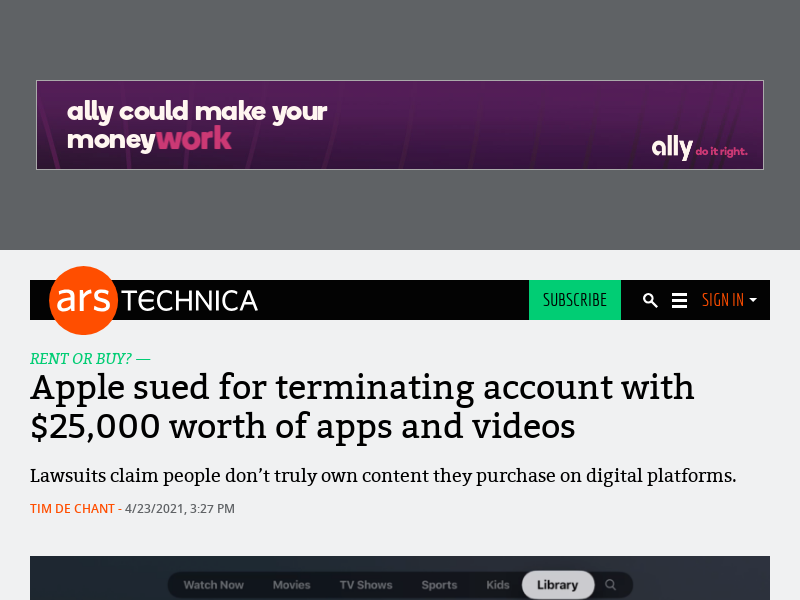 ally could make your
moneywork
ally do it right.
ars TECHNICA
SUBSCRIBE
SIGN IN
RENT OR BUY? —
Apple sued for terminating account with
$25,000 worth of apps and videos
Lawsuits claim people don’t truly own content they purchase on digital platforms.
TIM DE CHANT - 4/23/2021, 3:27 PM
Watch Now Movies TV Shows Sports Kids Library